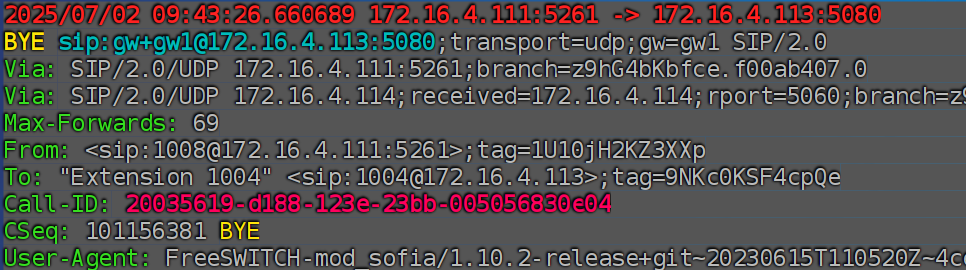 2025/07/02 09:43:26.660689 172.16.4.111:5261 -> 172.16.4.113:5080
BYE sip:gw+gw1@172.16.4.113:5080;transport=udp;gw=gw1 SIP/2.0
Via: SIP/2.0/UDP 172.16.4.111:5261;branch=z9hG4bKbfce.f00ab407.0
Via: SIP/2.0/UDP 172.16.4.114;received=172.16.4.114;rport=5060;branch=z9
Max-Forwards: 69
From: <sip:1008@172.16.4.111:5261>;tag=1U10jH2KZ3XXp
To: "Extension 1004" <sip:1004@172.16.4.113>;tag=9NKc0KSF4cpQe
Call-ID: 20035619-d188-123e-23bb-005056830e04
CSeq: 101156381 BYE
User-Agent: FreeSWITCH-mod_sofia/1.10.2-release+git~20230615T110520Z~4c